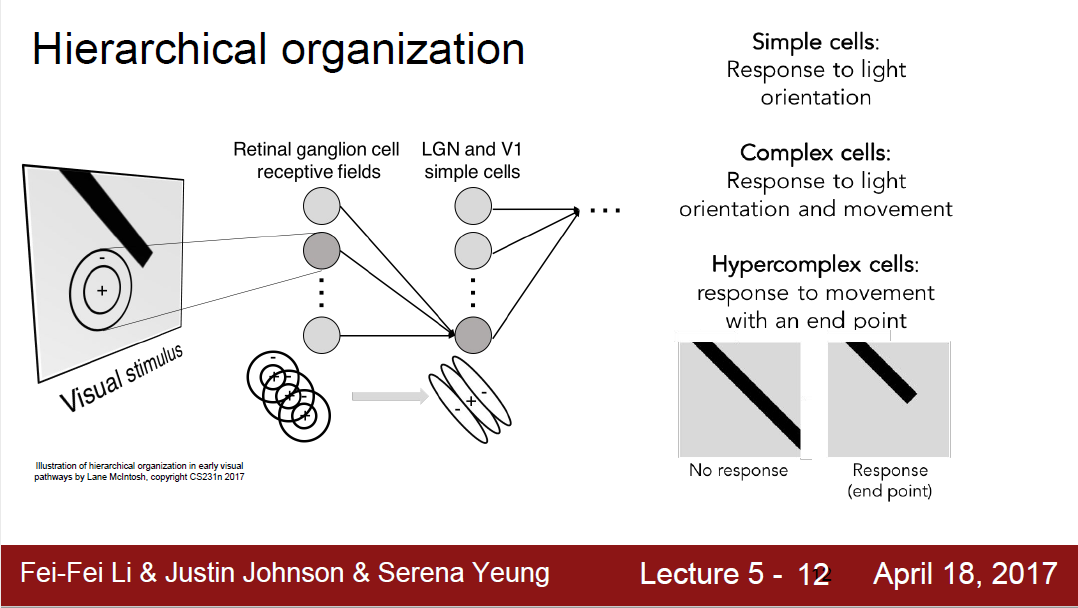 Hierarchical organization
Simple cells:
Response to light
orientation
Retinal ganglion cell
receptive fields
LGN and V1
simple cells
Complex cells:
Response to light
orientation and movement
Hypercomplex cells:
response to movement
with an end point
-
+
Visual stimulus
-
+ -
+ -
+
-
+
-
No response
Response
(end point)
Illustration of hierarchical organization in early visual
pathways by Lane McIntosh, copyright CS231n 2017
Fei-Fei Li & Justin Johnson & Serena Yeung
Lecture 5 - 12
April 18, 2017